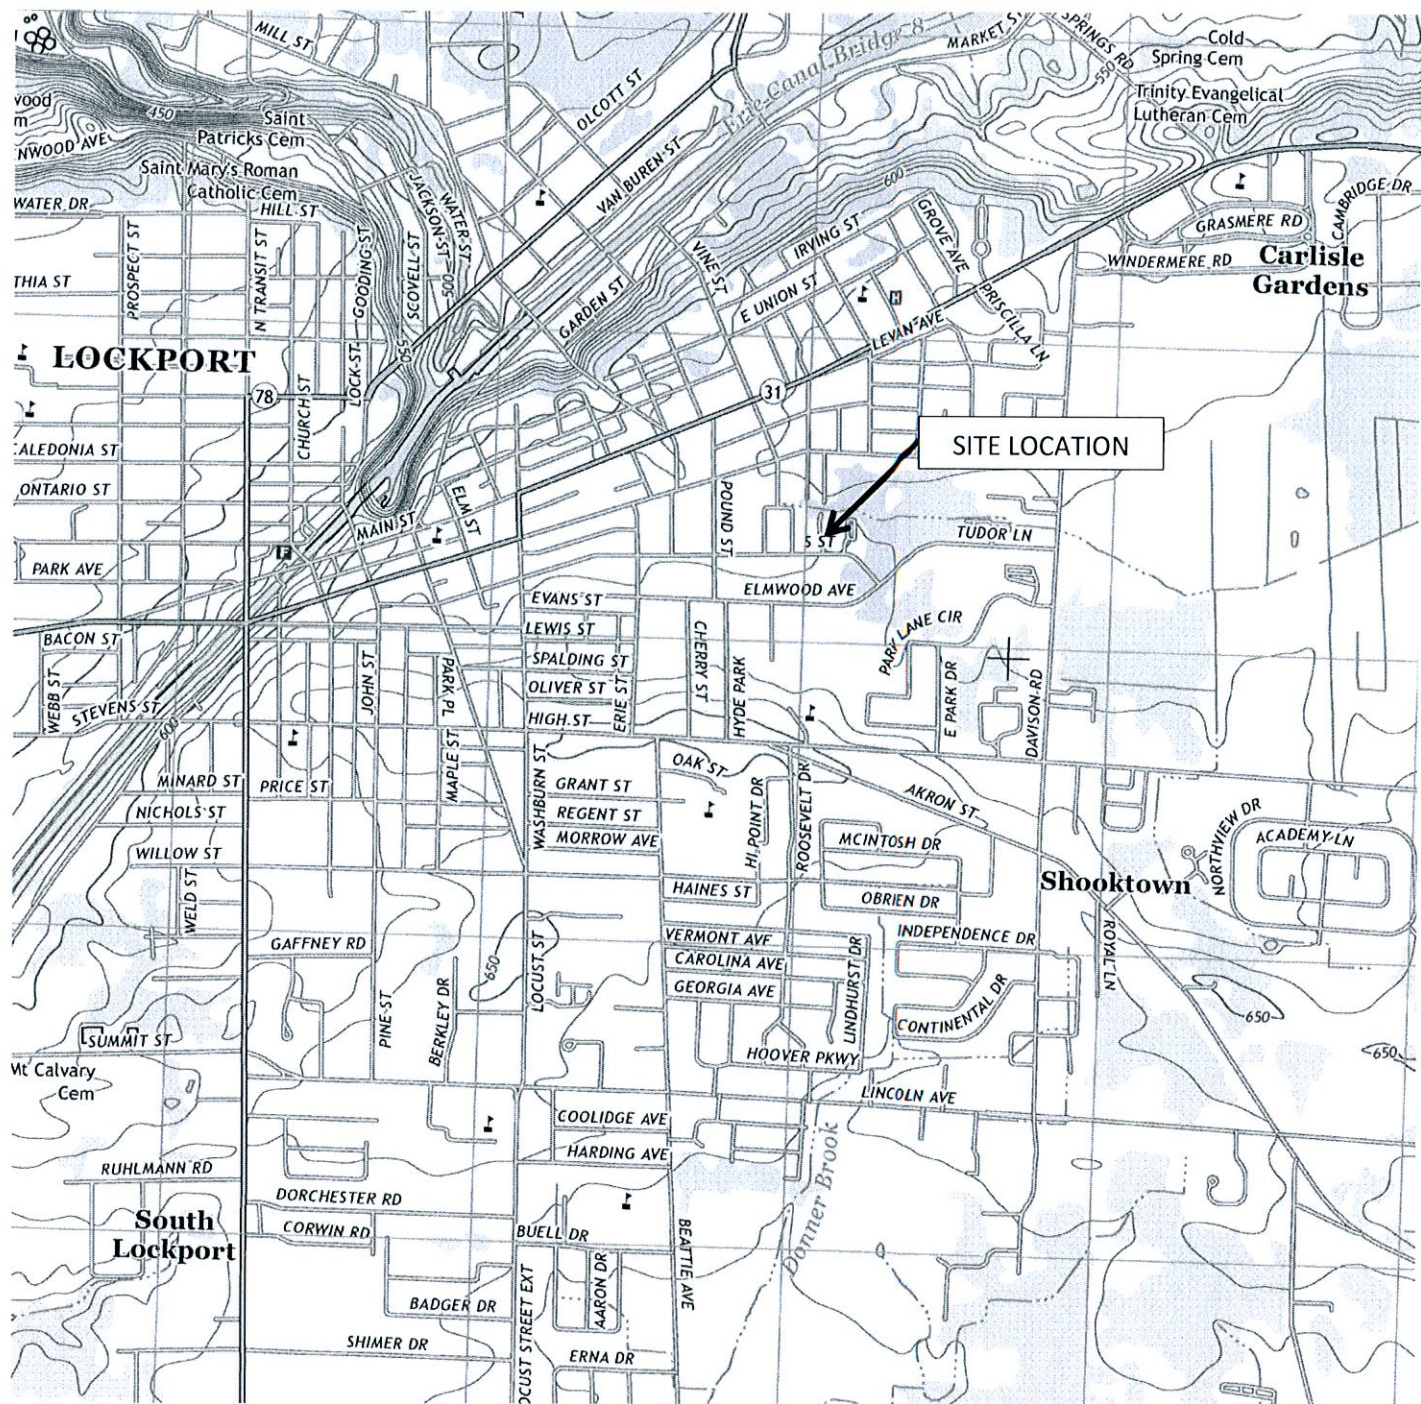 MILL ST
OLCOTT ST
Erie Canal Bridge 8
MARKET ST
SPRINGS RD
Cold
Spring Cem
550
Trinity Evangelical
Lutheran Cem
450
Saint
Patricks Cem
NWOOD AVE
Saint Mary's Roman
Catholic Cem
WATER DR
HILL ST
JACKSON ST
WATER ST
500
VAN BUREN ST
600
GROVE AVE
IRVING ST
CAMBRIDGE DR
GRASMERE RD
WINDERMERE RD
Carlisle
Gardens
PROSPECT ST
N TRANSIT ST
GOODING ST
SCOVELL ST
VINE ST
THIA ST
GARDEN ST
E UNION ST
H
PRISCILLA LN
LEVAN AVE
550
LOCKPORT
LOCK ST
78
CHURCH ST
31
SITE LOCATION
CALEDONIA ST
ONTARIO ST
ELM ST
MAIN ST
POUND ST
S ST
TUDOR LN
F
PARK AVE
ELMWOOD AVE
EVANS ST
LEWIS ST
BACON ST
CHERRY ST
PARK LANE CIR
SPALDING ST
OLIVER ST
HIGH ST
ERIE ST
HYDE PARK
E PARK DR
DAVISON RD
WEBB ST
STEVENS ST
600
JOHN ST
PARK PL
MAPLE ST
WASHBURN ST
OAK ST
MINARD ST
PRICE ST
GRANT ST
HI POINT DR
ROOSEVELT DR
AKRON ST
NICHOLS ST
REGENT ST
MORROW AVE
MCINTOSH DR
NORTHVIEW DR
ACADEMY LN
WILLOW ST
WELD ST
HAINES ST
OBRIEN DR
Shooktown
GAFFNEY RD
VERMONT AVE
INDEPENDENCE DR
CAROLINA AVE
GEORGIA AVE
650
LOCUST ST
LINDHURST DR
CONTINENTAL DR
ROYAL LN
PINE ST
BERKLEY DR
650
SUMMIT ST
HOOVER PKWY
650
Mt Calvary
Cem
LINCOLN AVE
COOLIDGE AVE
HARDING AVE
Donner Brook
RUHLMANN RD
DORCHESTER RD
CORWIN RD
BUELL DR
South
Lockport
BEATTIE AVE
AARON DR
BADGER DR
LOCUST STREET EXT
SHIMER DR
ERNA DR